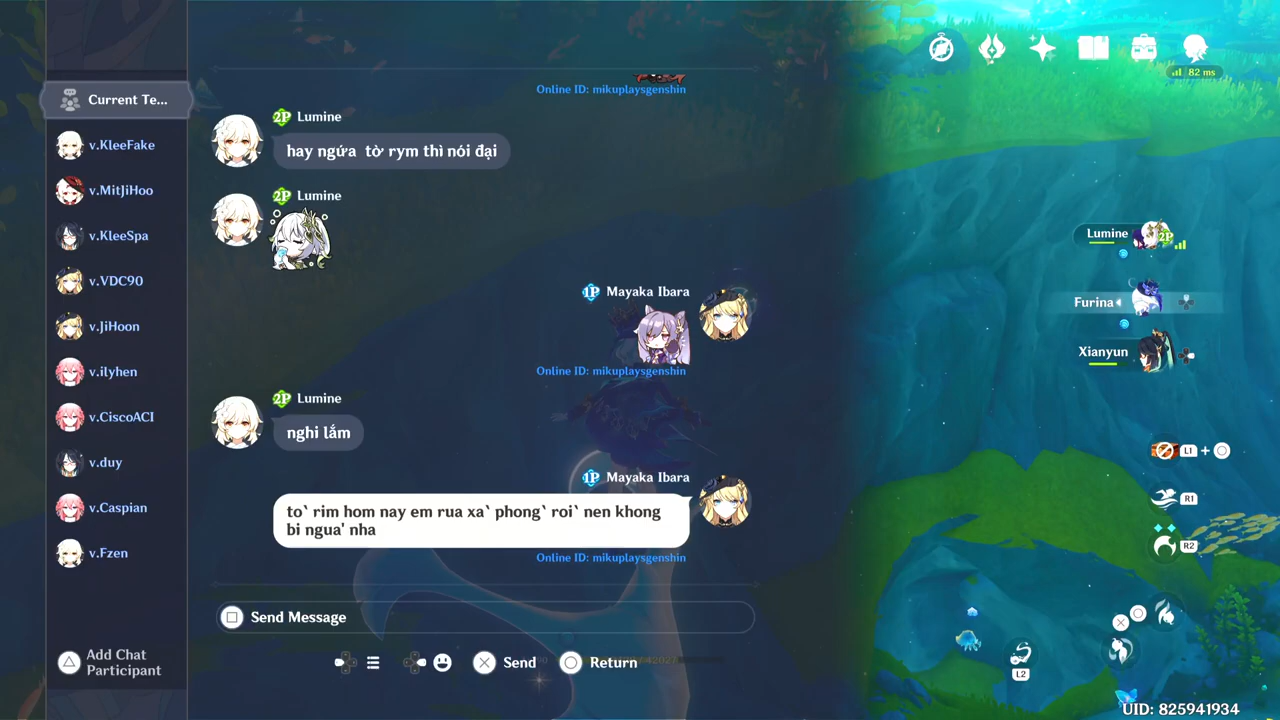 Current Te...
v.KleeFake
v.MitJiHoo
v.KleeSpa
v.VDC90
v.JiHoon
v.ilyhen
v.CiscoACI
v.duy
v.Caspian
v.Fzen
Add Chat
Participant
Online ID: mikuplaysgenshin
2P Lumine
hay ngứa tờ rym thì nói đại
2P Lumine
1P Mayaka Ibara
Online ID: mikuplaysgenshin
2P Lumine
nghi lắm
1P Mayaka Ibara
to` rim hom nay em rua xa` phong` roi` nen khong
bi ngua' nha
Online ID: mikuplaysgenshin
Send Message
Send
Return
82 ms
Lumine
2P
Furina
Xianyun
L1 +
R1
R2
L2
UID: 825941934